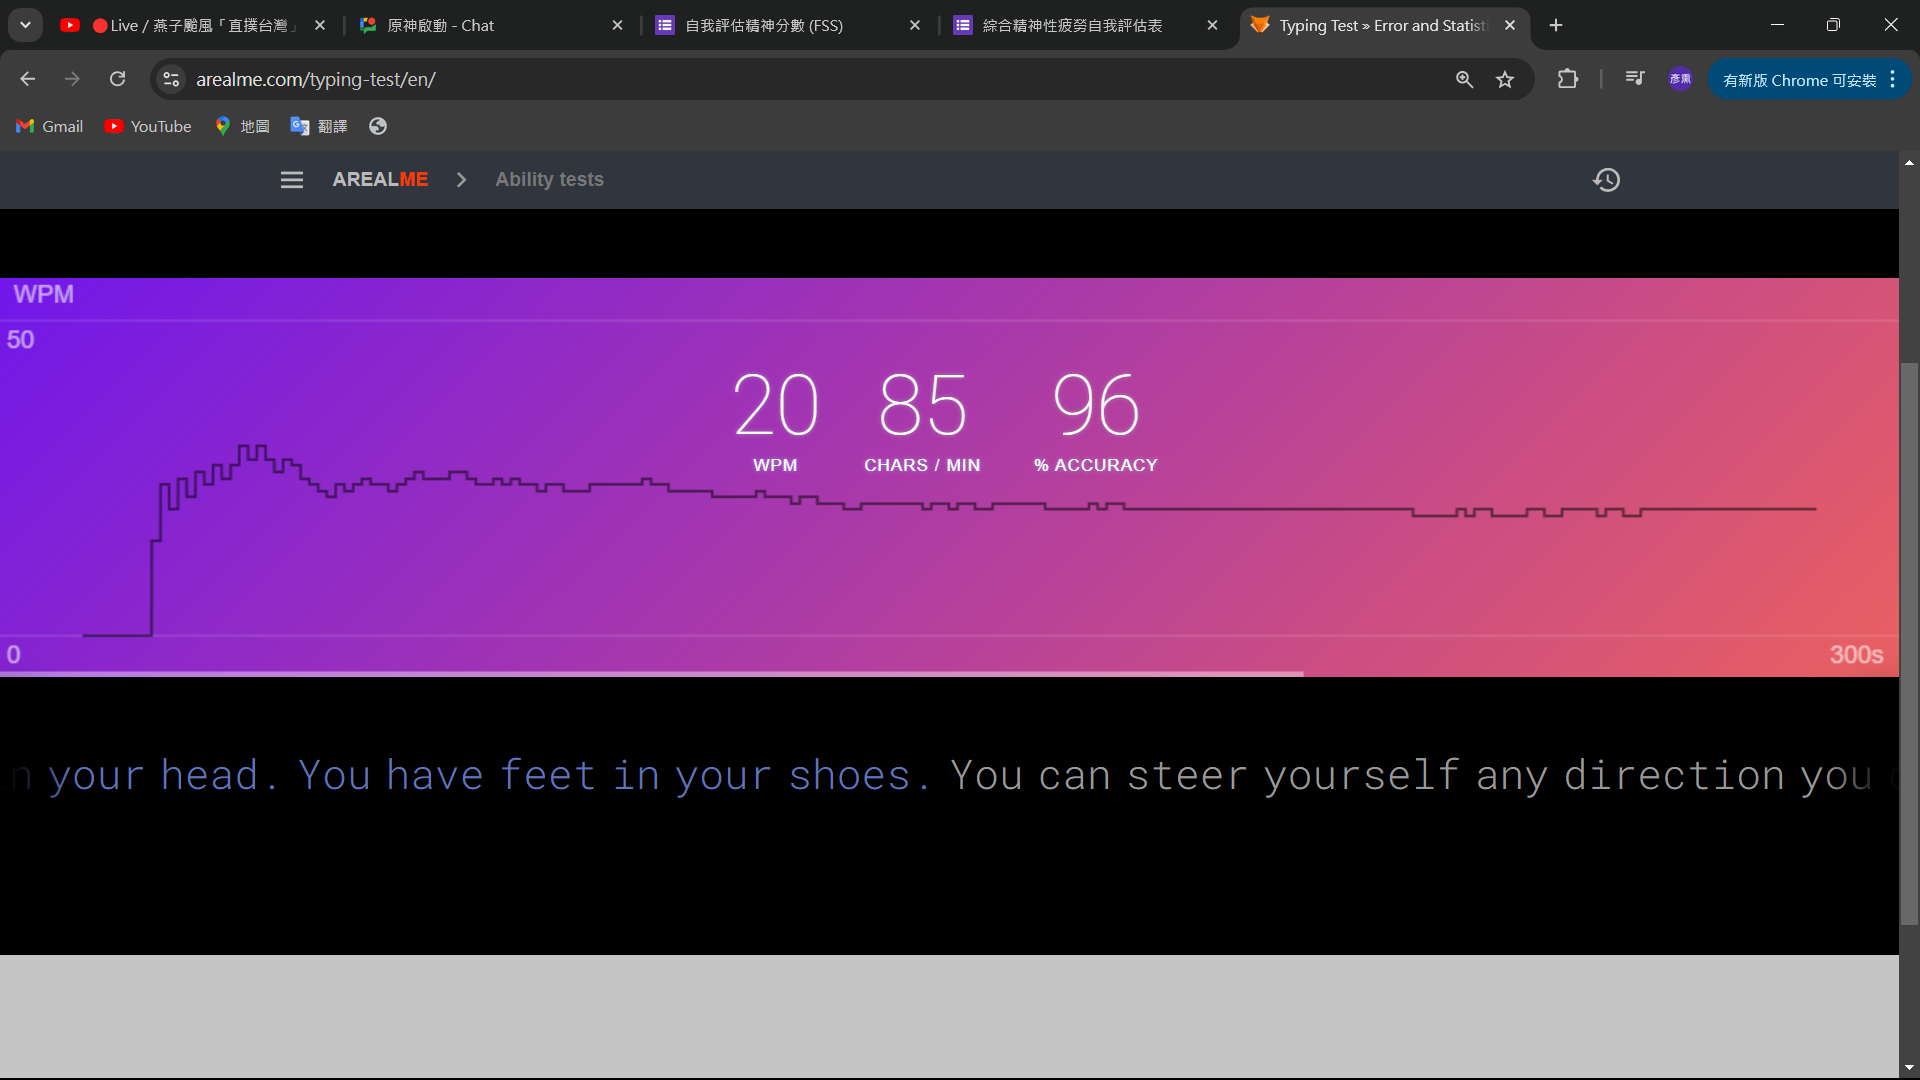 Live / 燕子颱風「直撲台灣」
原神啟動 - Chat
自我評估精神分數 (FSS)
綜合精神性疲勞自我評估表
Typing Test » Error and Statisti
arealme.com/typing-test/en/
彥熏
有新版 Chrome 可安裝
Gmail
YouTube
地圖
翻譯
AREALME
Ability tests
WPM
50
20
85
96
WPM
CHARS / MIN
% ACCURACY
0
300s
n your head. You have feet in your shoes. You can steer yourself any direction you